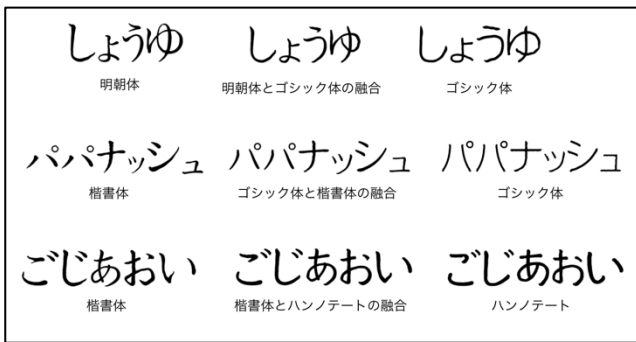 しょうゆ しょうゆ しょうゆ
明朝体 明朝体とゴシック体の融合 ゴシック体
パパナッシュ パパナッシュ パパナッシュ
楷書体 ゴシック体と楷書体の融合 ゴシック体
ごじあおい ごじあおい ごじあおい
楷書体 楷書体とハンノテートの融合 ハンノテート